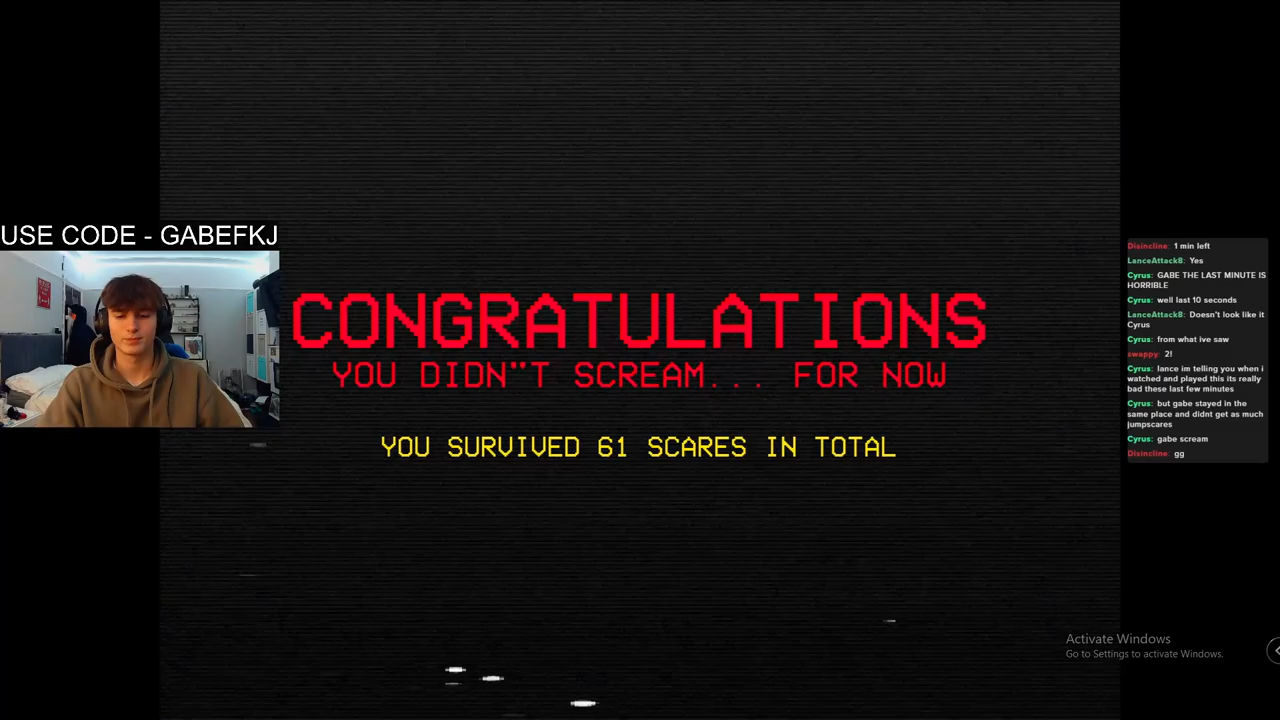 USE CODE - GABEFKJ
CONGRATULATIONS
YOU DIDN"T SCREAM... FOR NOW
YOU SURVIVED 61 SCARES IN TOTAL
Disincline: 1 min left
LanceAttack8: Yes
Cyrus: GABE THE LAST MINUTE IS
HORRIBLE
Cyrus: well last 10 seconds
LanceAttack8: Doesn't look like it
Cyrus
Cyrus: from what ive saw
swappy: 2!
Cyrus: lance im telling you when i
watched and played this its really
bad these last few minutes
Cyrus: but gabe stayed in the
same place and didnt get as much
jumpscares
Cyrus: gabe scream
Disincline: gg
Activate Windows
Go to Settings to activate Windows.